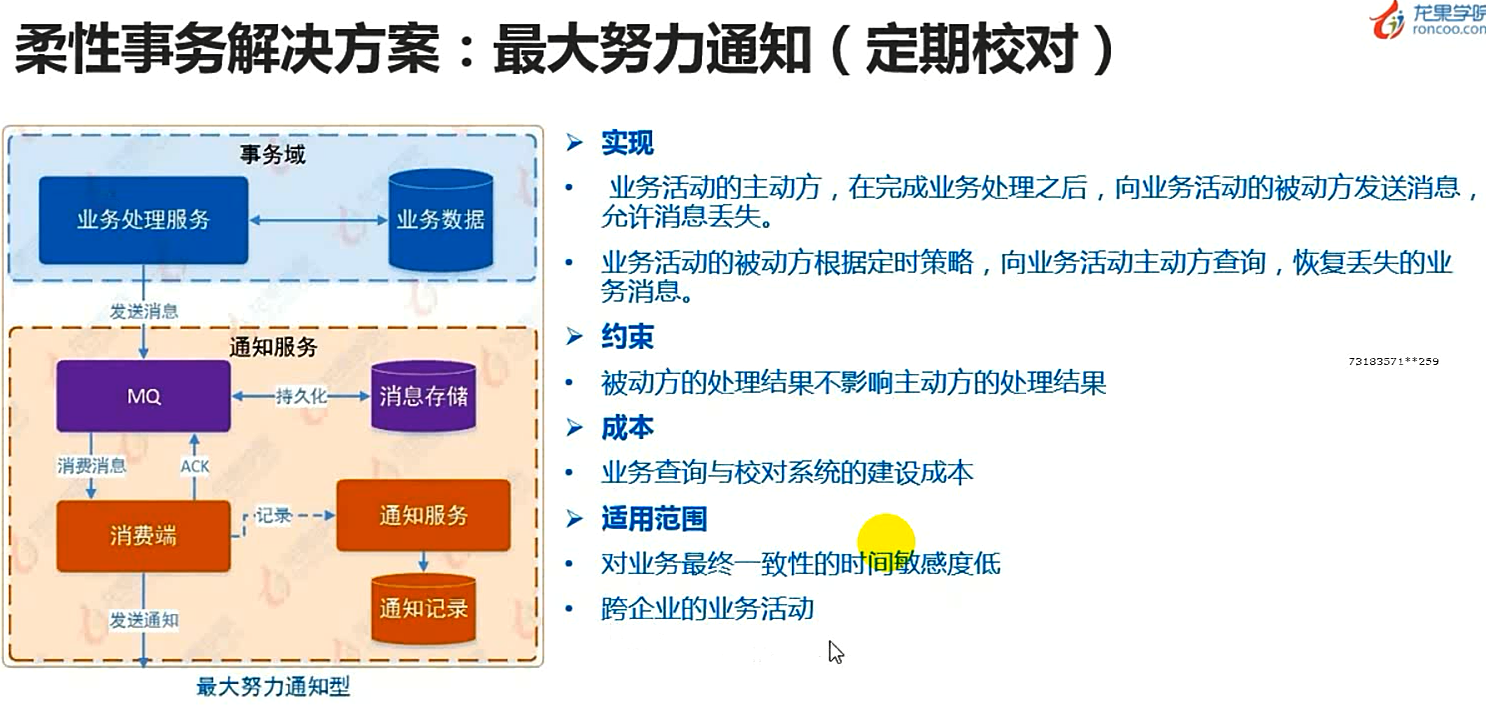 龙果学院
roncoo.com
柔性事务解决方案：最大努力通知（定期校对）
事务域
业务处理服务
业务数据
发送消息
通知服务
MQ
持久化
消息存储
消费消息
ACK
消费端
记录
通知服务
发送通知
通知记录
最大努力通知型
➢ 实现
• 业务活动的主动方，在完成业务处理之后，向业务活动的被动方发送消息，
允许消息丢失。
• 业务活动的被动方根据定时策略，向业务活动主动方查询，恢复丢失的业
务消息。
➢ 约束
• 被动方的处理结果不影响主动方的处理结果
➢ 成本
• 业务查询与校对系统的建设成本
➢ 适用范围
• 对业务最终一致性的时间敏感度低
• 跨企业的业务活动
73183571**259